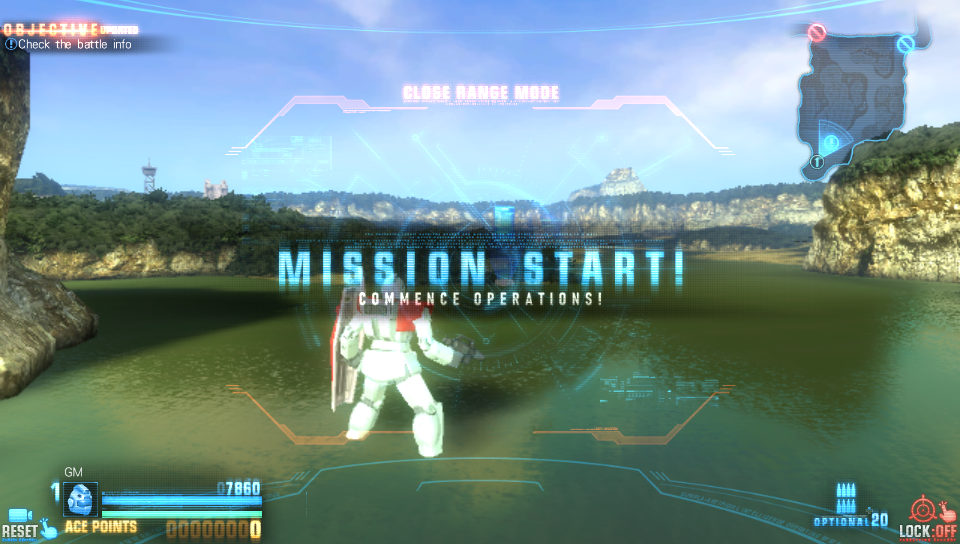 OBJECTIVE UPDATED
Check the battle info
CLOSE RANGE MODE
MISSION START!
COMMENCE OPERATIONS!
GM
1
07860
ACE POINTS
00000000
RESET
OPTIONAL 20
LOCK:OFF